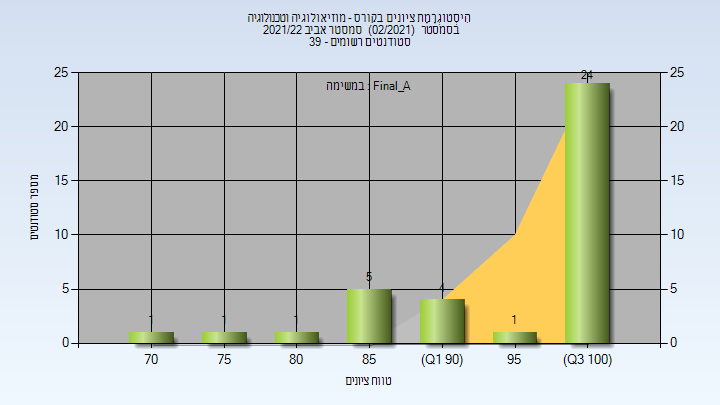 היסטוגרמת ציונים בקורס - מוזיאולוגיה וטכנולוגיה
בסמסטר (02/2021) סמסטר אביב 2021/22
סטודנטים רשומים - 39
במשימה : Final_A
25 25
24
20 20
15 15
10 10
5 5
5
4
1 1 1 1
0 0
70 75 80 85 (Q1 90) 95 (Q3 100)
מספר סטודנטים
טווח ציונים